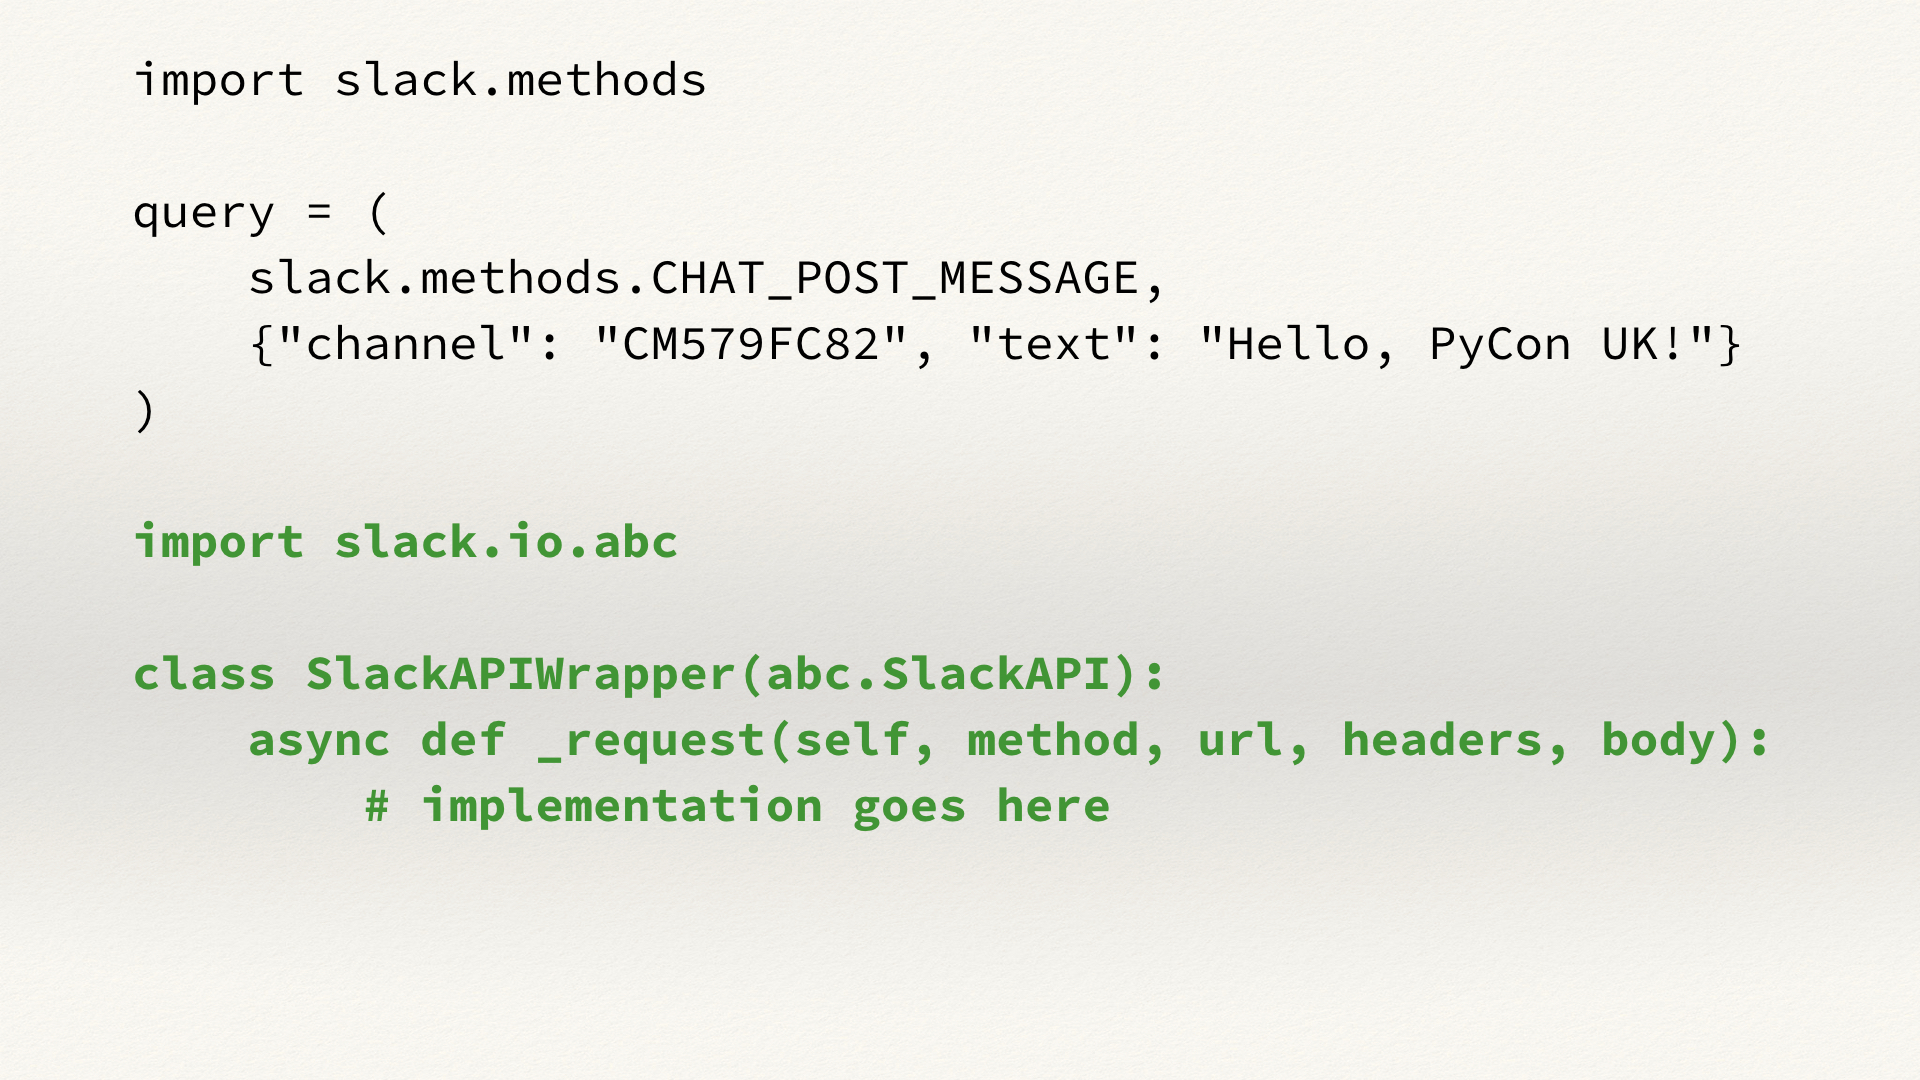 import slack.methods
query = (
    slack.methods.CHAT_POST_MESSAGE,
    {"channel": "CM579FC82", "text": "Hello, PyCon UK!"}
)
import slack.io.abc
class SlackAPIWrapper(abc.SlackAPI):
    async def _request(self, method, url, headers, body):
        # implementation goes here